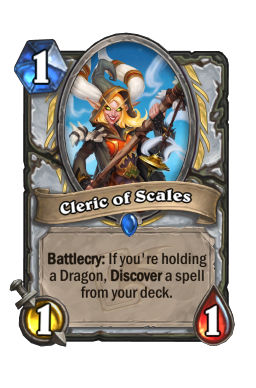 1
Cleric of Scales
Battlecry: If you're holding
a Dragon, Discover a spell
from your deck.
1
1